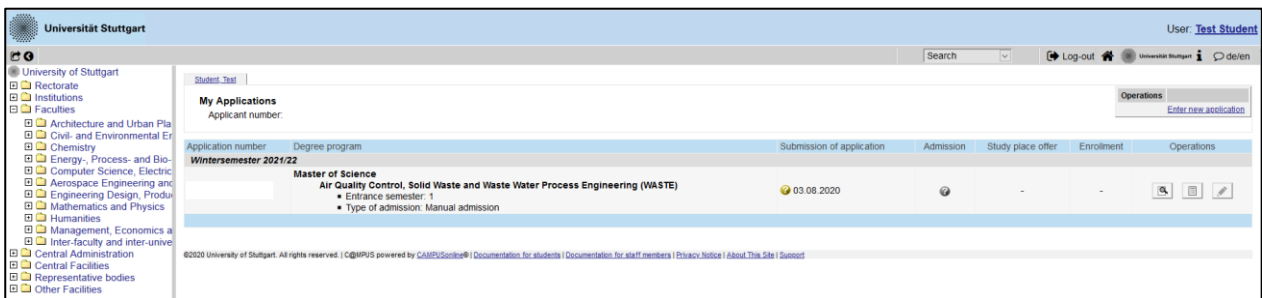 Universität Stuttgart
User: Test Student
Search
Log-out
Universität Stuttgart
de/en
University of Stuttgart
Rectorate
Institutions
Faculties
Architecture and Urban Pla
Civil- and Environmental Er
Chemistry
Energy-, Process- and Bio-
Computer Science, Electric
Aerospace Engineering and
Engineering Design, Produ
Mathematics and Physics
Humanities
Management, Economics a
Inter-faculty and inter-unive
Central Administration
Central Facilities
Representative bodies
Other Facilities
Student, Test
My Applications
Applicant number:
Operations
Enter new application
Application number Degree program Submission of application Admission Study place offer Enrolment Operations
Wintersemester 2021/22
Master of Science
Air Quality Control, Solid Waste and Waste Water Process Engineering (WASTE)
• Entrance semester: 1
• Type of admission: Manual admission
03.08.2020 - -
©2020 University of Stuttgart. All rights reserved. | C@MPUS powered by CAMPUSonline® | Documentation for students | Documentation for staff members | Privacy Notice | About This Site | Support